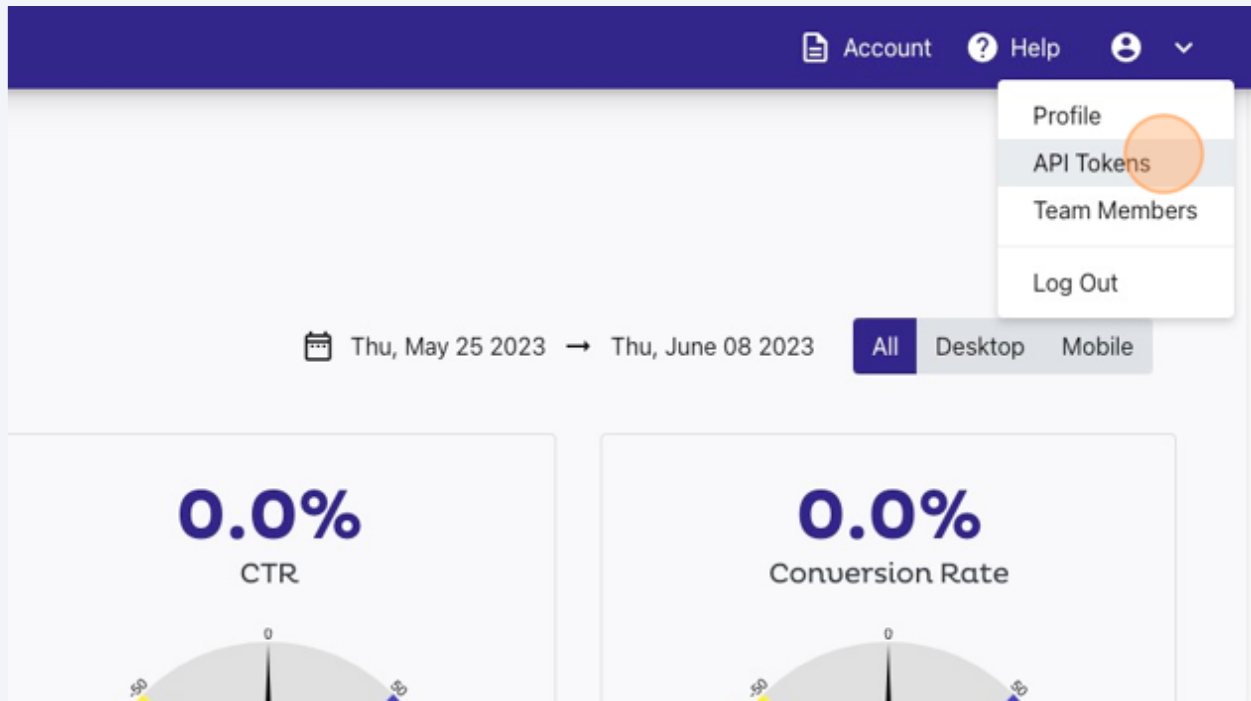 Account Help
Profile
API Tokens
Team Members
Log Out
Thu, May 25 2023 → Thu, June 08 2023 All Desktop Mobile
0.0% 0.0%
CTR Conversion Rate
0 0
-50 50 -50 50